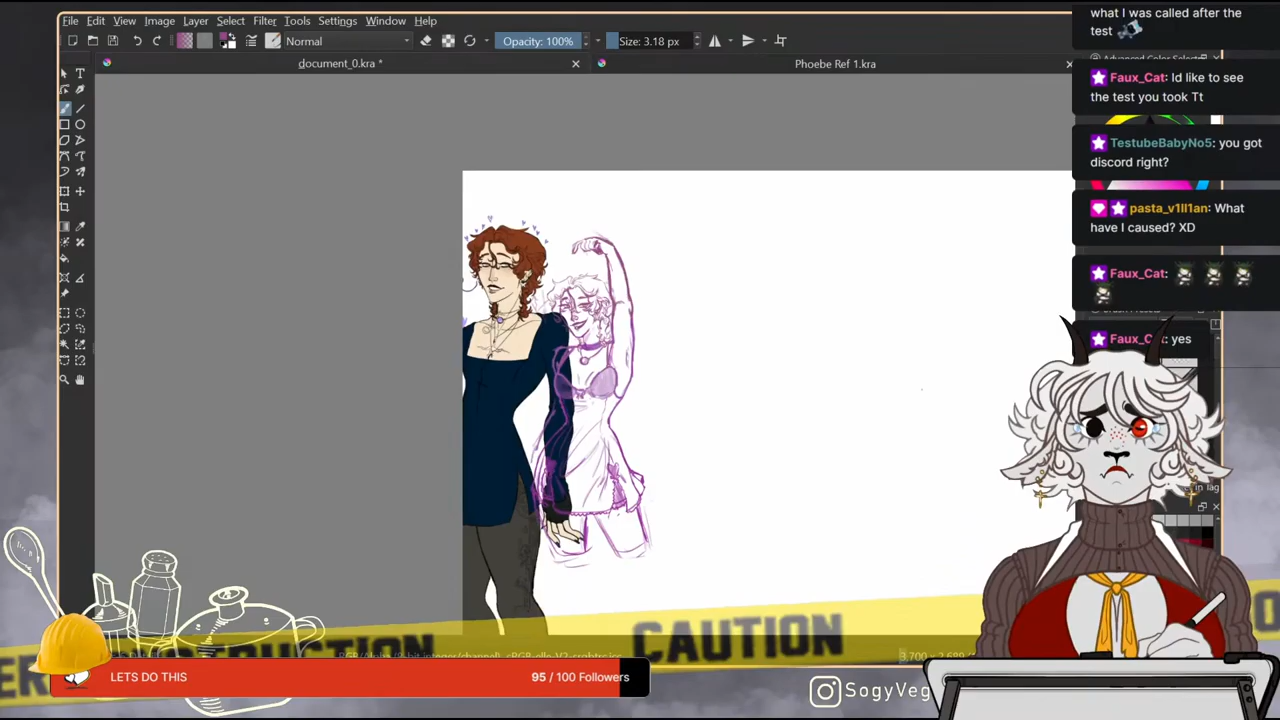 File Edit View Image Layer Select Filter Tools Settings Window Help
Normal
Opacity: 100%
Size: 3.18 px
document_0.kra *
Phoebe Ref 1.kra
what I was called after the
test
Faux_Cat: Id like to see
the test you took Tt
TestubeBabyNo5: you got
discord right?
pasta_v1ll1an: What
have I caused? XD
Faux_Cat:
Faux_Cat: yes
CAUTION
LETS DO THIS
95 / 100 Followers
SogyVeg